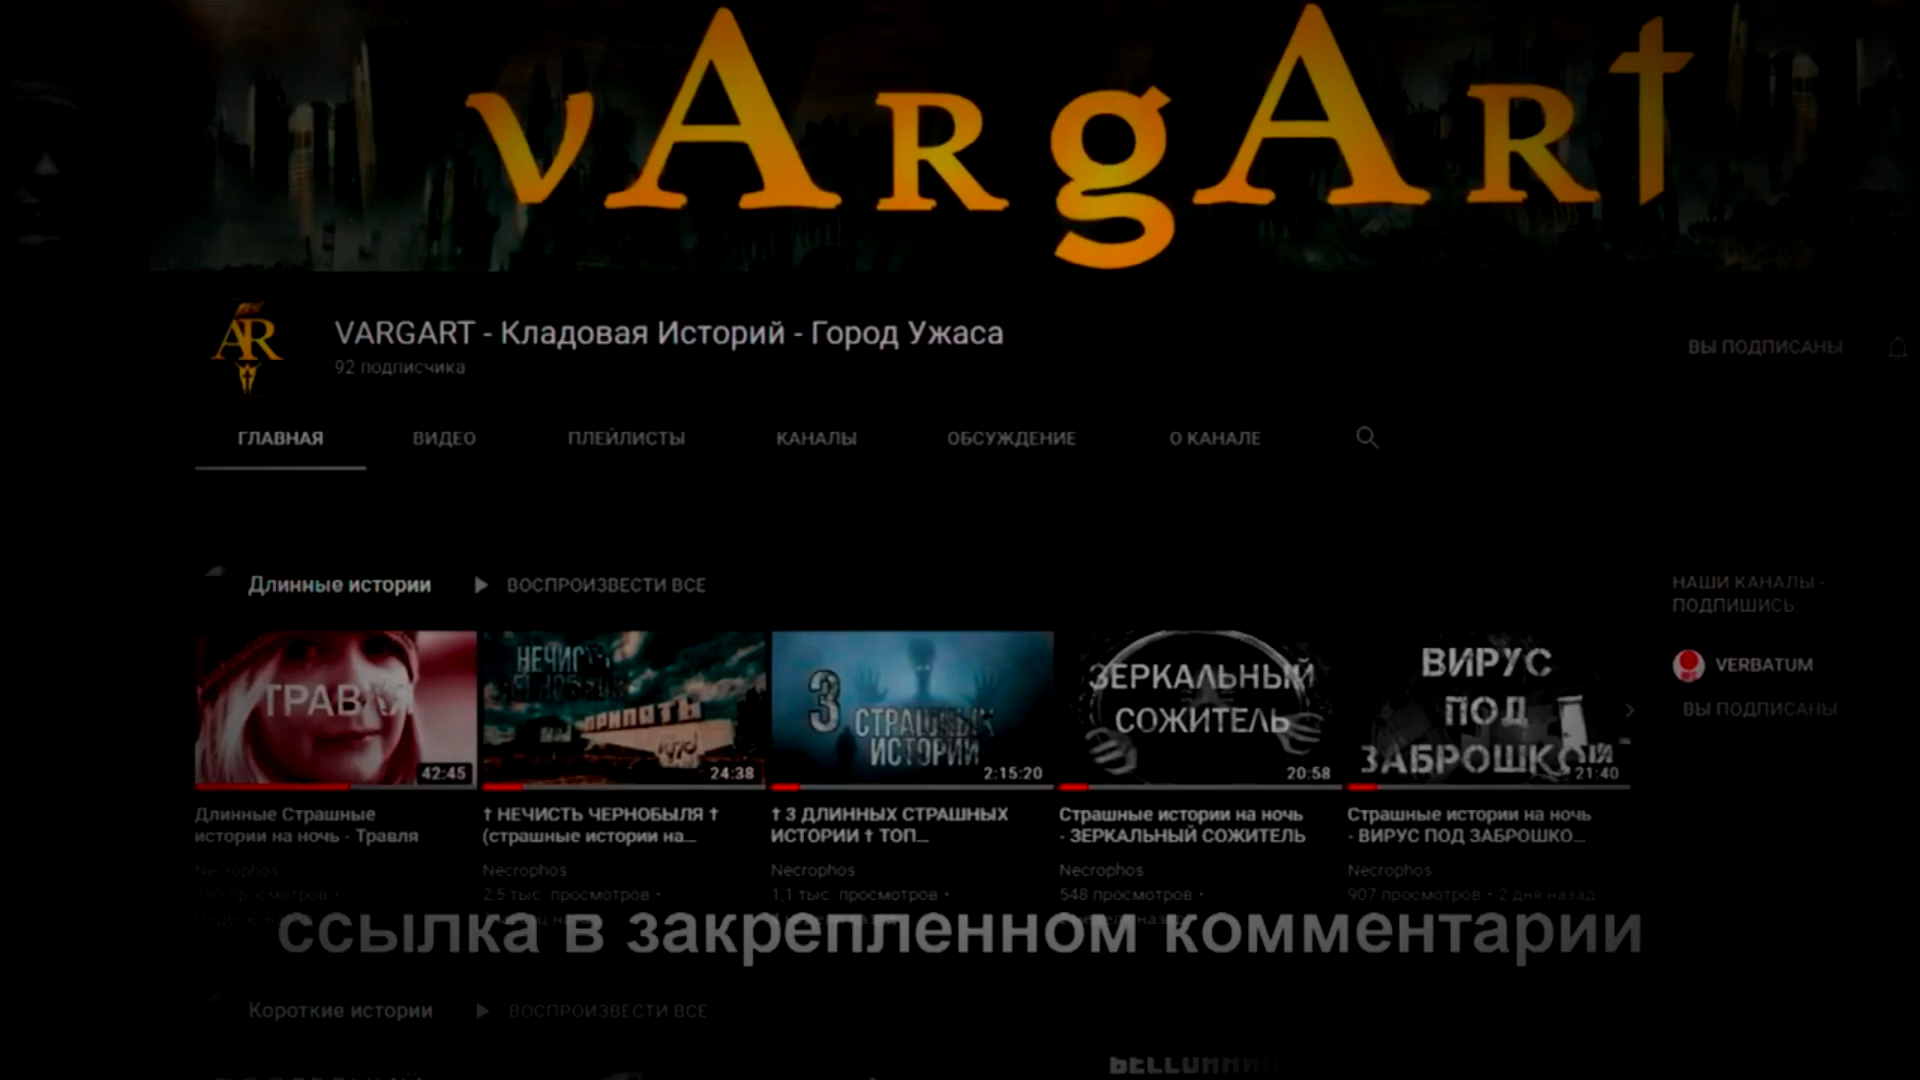 vARgARt
VARGART - Кладовая Историй - Город Ужаса
92 подписчика
ВЫ ПОДПИСАНЫ
ГЛАВНАЯ ВИДЕО ПЛЕЙЛИСТЫ КАНАЛЫ ОБСУЖДЕНИЕ О КАНАЛЕ
Длинные истории ВОСПРОИЗВЕСТИ ВСЕ
НАШИ КАНАЛЫ -
ПОДПИШИСЬ:
ТРАВЛЯ
42:45
НЕЧИСТЬ
ЧЕРНОБЫЛЯ
ПРИПЯТЬ
24:38
3 СТРАШНЫХ
ИСТОРИИ
2:15:20
ЗЕРКАЛЬНЫЙ
СОЖИТЕЛЬ
20:58
ВИРУС
ПОД
ЗАБРОШКОЙ
21:40
VERBATUM
ВЫ ПОДПИСАНЫ
Длинные Страшные
истории на ночь - Травля
Necrophos
† НЕЧИСТЬ ЧЕРНОБЫЛЯ †
(страшные истории на...
Necrophos
2,5 тыс. просмотров •
† 3 ДЛИННЫХ СТРАШНЫХ
ИСТОРИИ † ТОП...
Necrophos
1,1 тыс. просмотров •
Страшные истории на ночь
- ЗЕРКАЛЬНЫЙ СОЖИТЕЛЬ
Necrophos
548 просмотров •
Страшные истории на ночь
- ВИРУС ПОД ЗАБРОШКО...
Necrophos
907 просмотров • 2 дня назад
ссылка в закрепленном комментарии
Короткие истории ВОСПРОИЗВЕСТИ ВСЕ